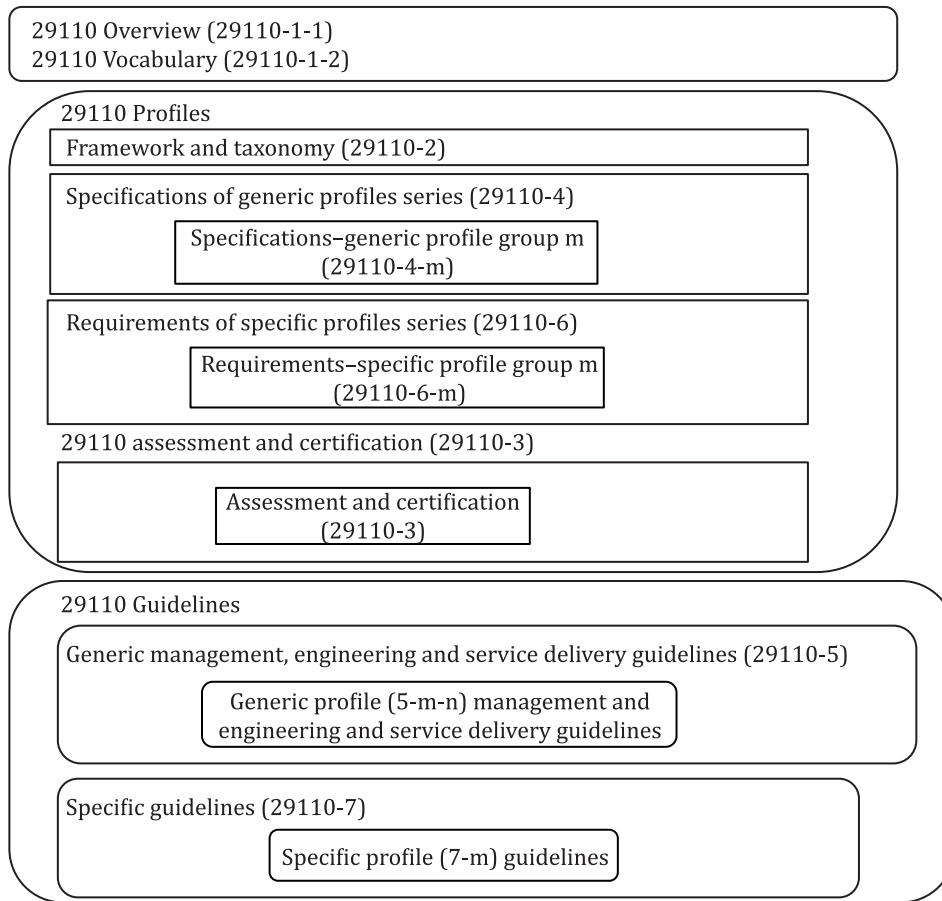 29110 Overview (29110-1-1)
29110 Vocabulary (29110-1-2)
29110 Profiles
Framework and taxonomy (29110-2)
Specifications of generic profiles series (29110-4)
Specifications–generic profile group m
(29110-4-m)
Requirements of specific profiles series (29110-6)
Requirements–specific profile group m
(29110-6-m)
29110 assessment and certification (29110-3)
Assessment and certification
(29110-3)
29110 Guidelines
Generic management, engineering and service delivery guidelines (29110-5)
Generic profile (5-m-n) management and
engineering and service delivery guidelines
Specific guidelines (29110-7)
Specific profile (7-m) guidelines